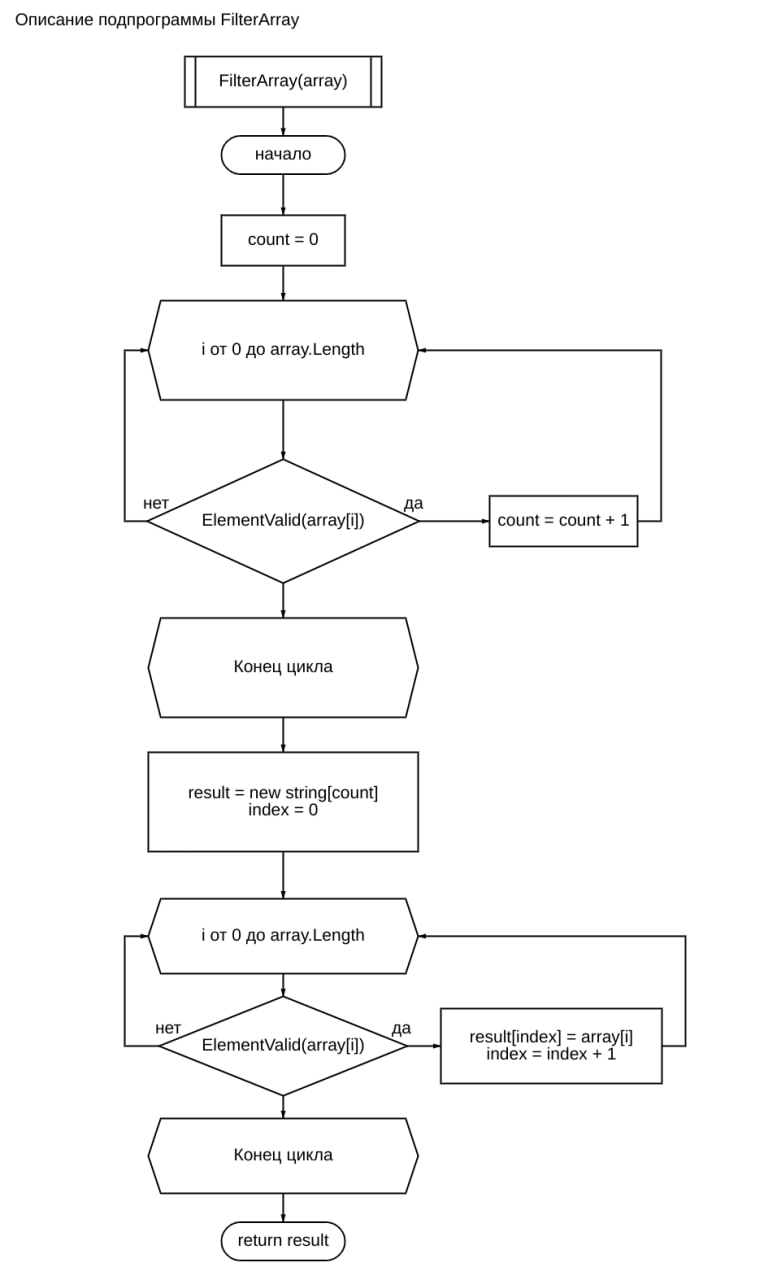 Описание подпрограммы FilterArray
FilterArray(array)
начало
count = 0
i от 0 до array.Length
нет
да
ElementValid(array[i])
count = count + 1
Конец цикла
result = new string[count]
index = 0
i от 0 до array.Length
нет
да
ElementValid(array[i])
result[index] = array[i]
index = index + 1
Конец цикла
return result